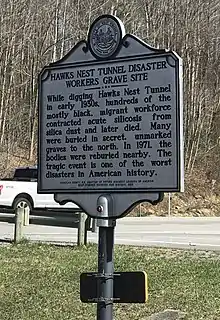 HAWKS NEST TUNNEL DISASTER
WORKERS GRAVE SITE
While digging Hawks Nest Tunnel
in early 1930s, hundreds of the
mostly black, migrant workforce
contracted acute silicosis from
silica dust and later died. Many
were buried in secret, unmarked
graves to the north. In 1971, the
bodies were reburied nearby. The
tragic event is one of the worst
disasters in American history.